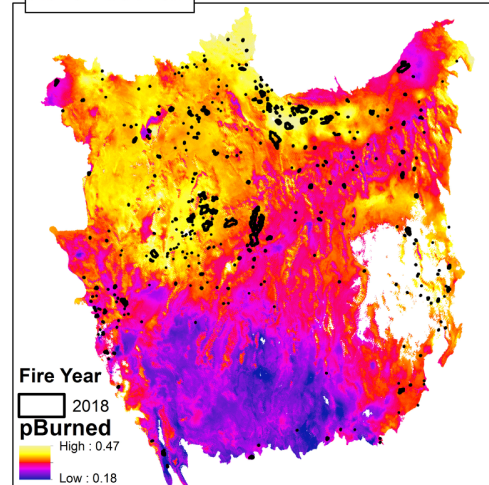 Fire Year
2018
pBurned
High : 0.47
Low : 0.18